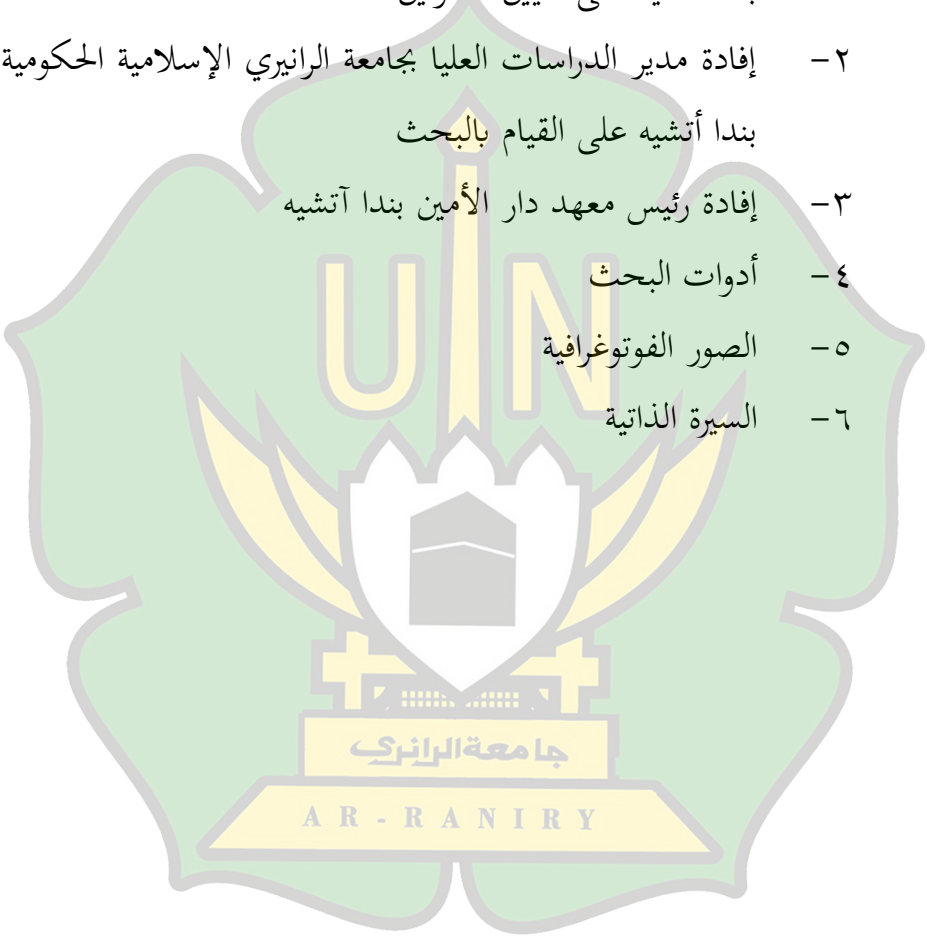 ٢- إفادة مدير الدراسات العليا بجامعة الرانيري الإسلامية الحكومية
بندا أتشيه على القيام بالبحث
٣- إفادة رئيس معهد دار الأمين بندا آتشيه
٤- أدوات البحث
٥- الصور الفوتوغرافية
٦- السيرة الذاتية
UIN
جامعة الرانري
AR-RANIRY